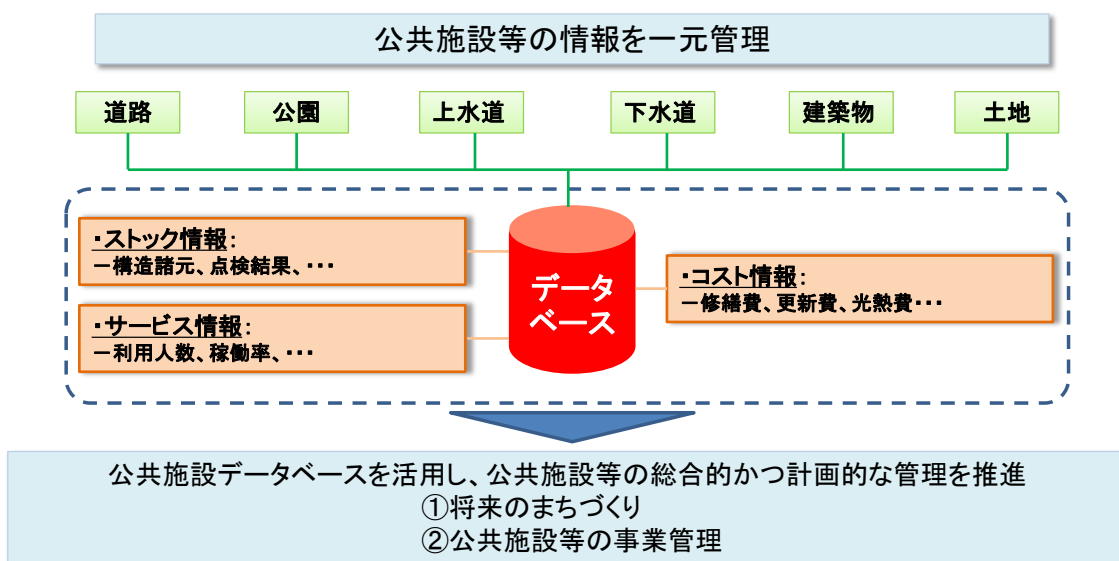 公共施設等の情報を一元管理
道路
公園
上水道
下水道
建築物
土地
・ストック情報：
－構造諸元、点検結果、・・・
・サービス情報：
－利用人数、稼働率、・・・
データ
ベース
・コスト情報：
－修繕費、更新費、光熱費・・・
公共施設データベースを活用し、公共施設等の総合的かつ計画的な管理を推進
①将来のまちづくり
②公共施設等の事業管理